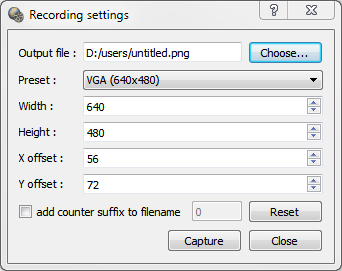 Recording settings
Output file : D:/users/untitled.png Choose...
Preset : VGA (640x480)
Width : 640
Height : 480
X offset : 56
Y offset : 72
add counter suffix to filename 0 Reset
Capture Close